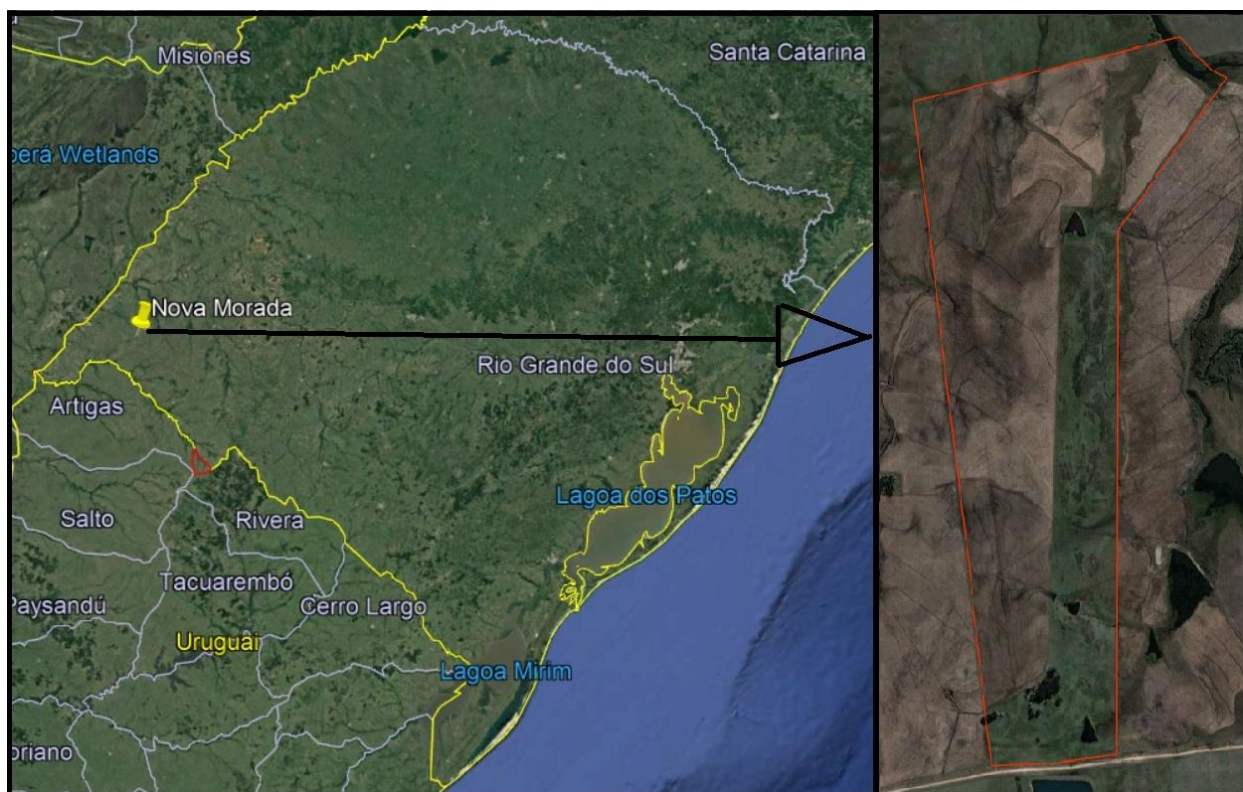 Misiones
Santa Catarina
berá Wetlands
Nova Morada
Rio Grande do Sul
Artigas
Lagoa dos Patos
Salto
Rivera
Tacuarembó
Paysandú
Cerro Largo
Uruguai
Lagoa Mirim
oriano